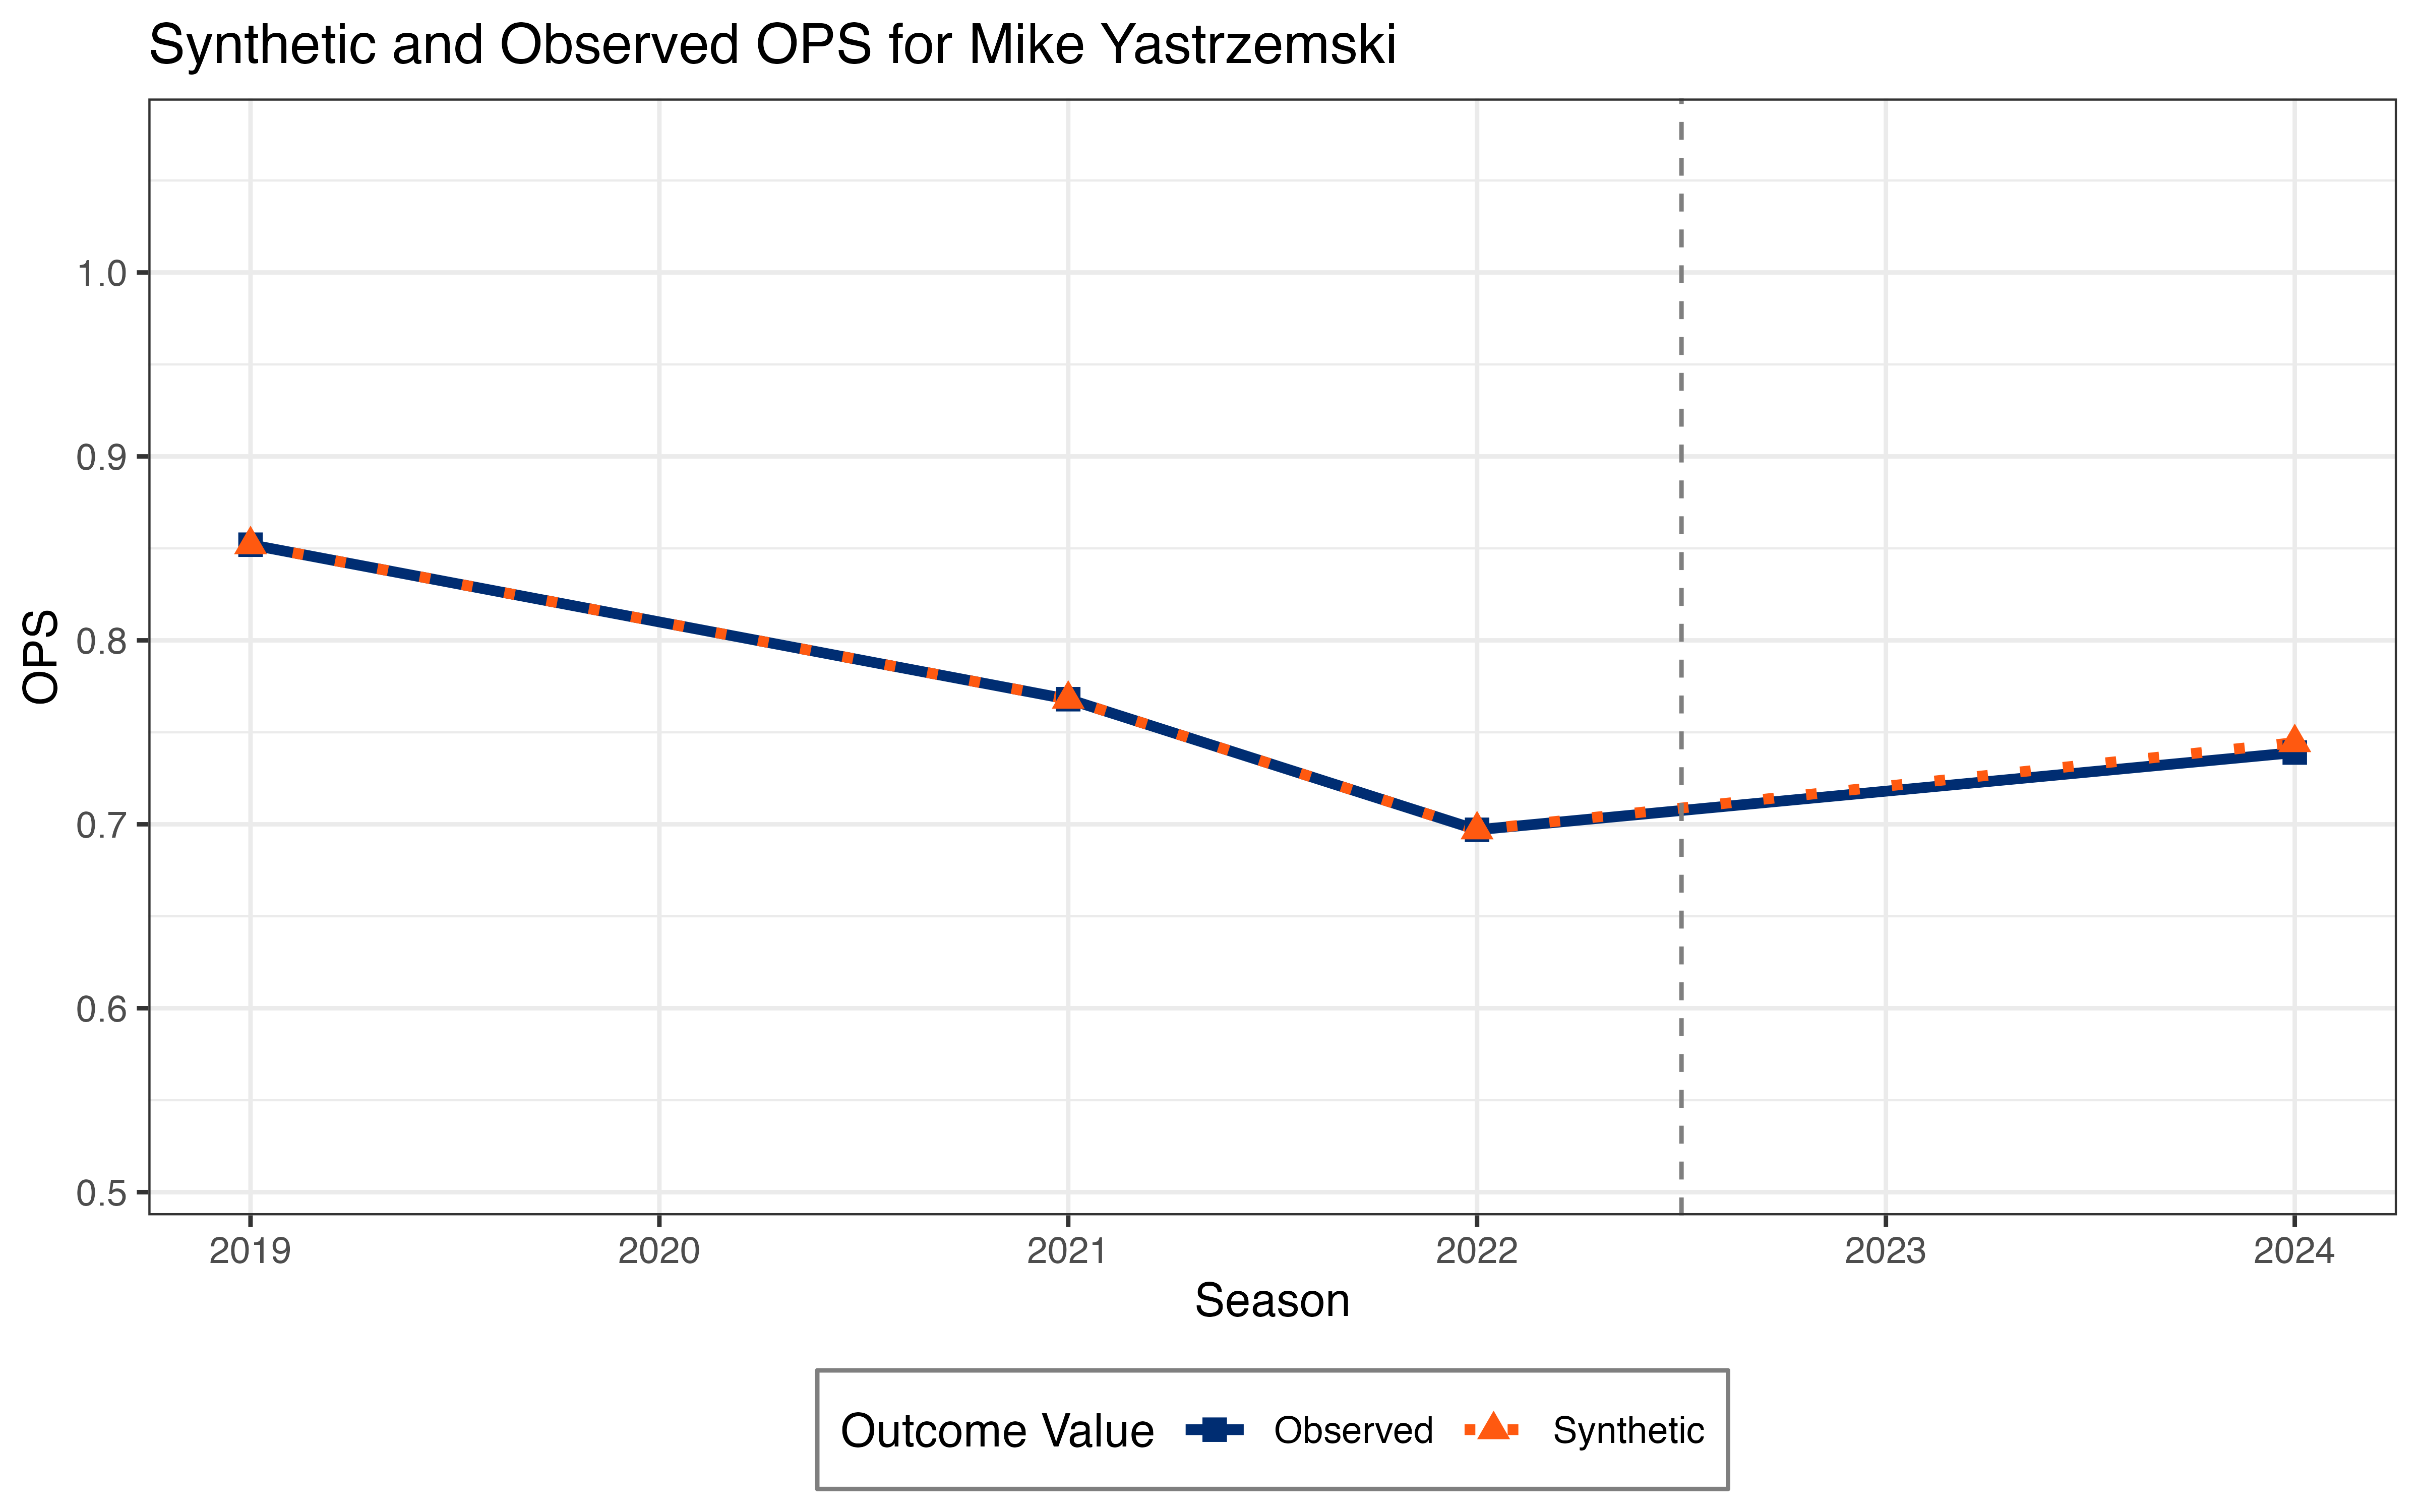 Synthetic and Observed OPS for Mike Yastrzemski
OPS
1.0
0.9
0.8
0.7
0.6
0.5
2019 2020 2021 2022 2023 2024
Season
Outcome Value Observed Synthetic